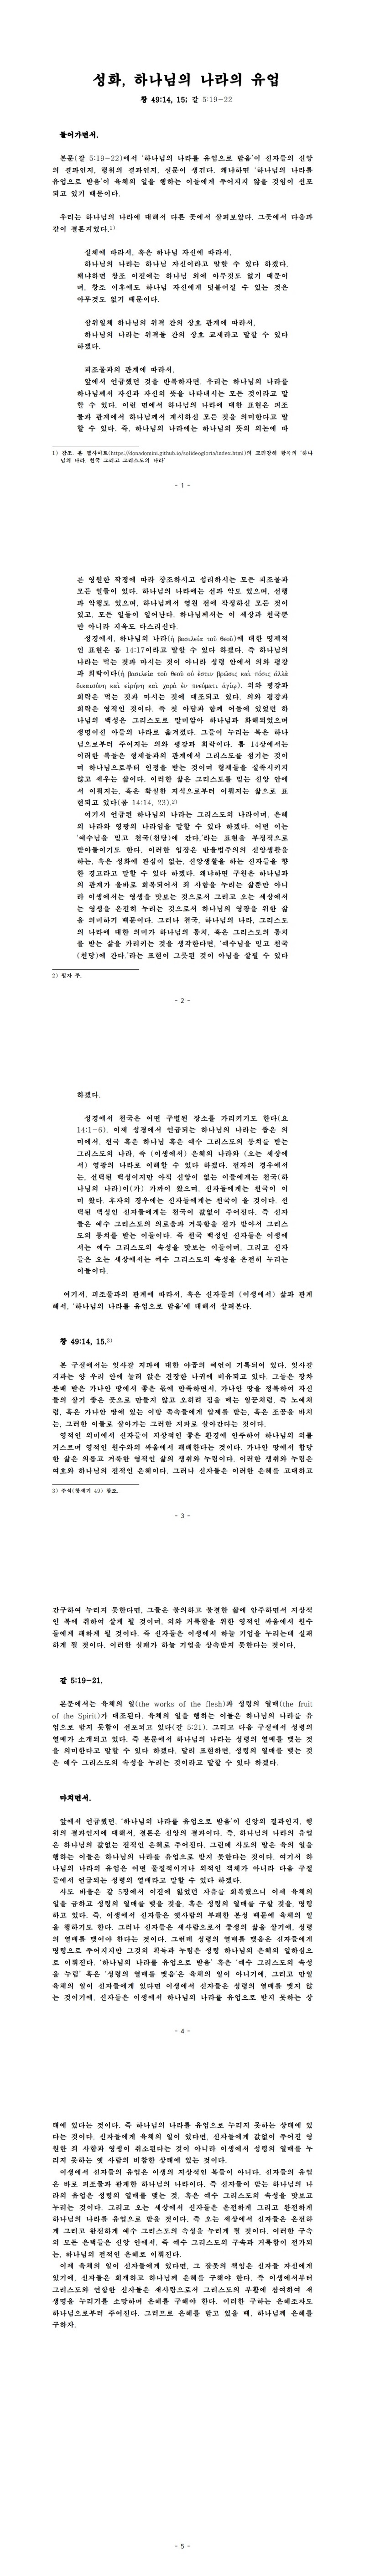 성화, 하나님의 나라의 유업
창 49:14, 15; 갈 5:19-22
들어가면서.
본문(갈 5:19-22)에서 '하나님의 나라를 유업으로 받음'이 신자들의 신앙
의 결과인지, 행위의 결과인지, 질문이 생긴다. 왜냐하면 '하나님의 나라를
유업으로 받음'이 육체의 일을 행하는 이들에게 주어지지 않을 것임이 선포
되고 있기 때문이다.
우리는 하나님의 나라에 대해서 다른 곳에서 살펴보았다. 그곳에서 다음과
같이 결론지었다.1)
실체에 따라서, 혹은 하나님 자신에 따라서,
하나님의 나라는 하나님 자신이라고 말할 수 있다 하겠다.
왜냐하면 창조 이전에는 하나님 외에 아무것도 없기 때문이
며, 창조 이후에도 하나님 자신에게 덧붙여질 수 있는 것은
아무것도 없기 때문이다.
삼위일체 하나님의 위격 간의 상호 관계에 따라서,
하나님의 나라는 위격들 간의 상호 교제라고 말할 수 있다
하겠다.
피조물과의 관계에 따라서,
앞에서 언급했던 것을 반복하자면, 우리는 하나님의 나라를
하나님께서 자신과 자신의 뜻을 나타내시는 모든 것이라고 말
할 수 있다. 이런 면에서 하나님의 나라에 대한 표현은 피조
물과 관계에서 하나님께서 계시하신 모든 것을 의미한다고 말
할 수 있다. 즉, 하나님의 나라에는 하나님의 뜻의 의논에 따
1) 참조, 본 웹사이트(https://donadomini.github.io/solideogloria/index.html)의 교리강해 항목의 '하나
님의 나라, 천국 그리고 그리스도의 나라'
- 1 -
른 영원한 작정에 따라 창조하시고 섭리하시는 모든 피조물과
모든 일들이 있다. 하나님의 나라에는 선과 악도 있으며, 선행
과 악행도 있으며, 하나님께서 영원 전에 작정하신 모든 것이
있고, 모든 일들이 일어난다. 하나님께서는 이 세상과 천국뿐
만 아니라 지옥도 다스리신다.
성경에서, 하나님의 나라(ἡ βασιλεία τοῦ θεοῦ)에 대한 명제적
인 표현은 롬 14:17이라고 말할 수 있다 하겠다. 즉 하나님의
나라는 먹는 것과 마시는 것이 아니라 성령 안에서 의와 평강
과 희락이다(ἡ βασιλεία τοῦ θεοῦ οὐ ἐστιν βρῶσις καὶ πόσις ἀλλὰ
δικαιοσύνη καὶ εἰρήνη καὶ χαρὰ ἐν πνεύματι ἁγίῳ). 의와 평강과
희락은 먹는 것과 마시는 것에 대조되고 있다. 의와 평강과
희락은 영적인 것이다. 즉 첫 아담과 함께 어둠에 있었던 하
나님의 백성은 그리스도로 말미암아 하나님과 화해되었으며
생명이신 아들의 나라로 옮겨졌다. 그들이 누리는 복은 하나
님으로부터 주어지는 의와 평강과 희락이다. 롬 14장에서는
이러한 복들은 형제들과의 관계에서 그리스도를 섬기는 것이
며 하나님으로부터 인정을 받는 것이며 형제들을 실족시키지
않고 세우는 삶이다. 이러한 삶은 그리스도를 믿는 신앙 안에
서 이뤄지는, 혹은 확실한 지식으로부터 이뤄지는 삶으로 표
현되고 있다(롬 14:14, 23).2)
여기서 언급된 하나님의 나라는 그리스도의 나라이며, 은혜
의 나라와 영광의 나라임을 말할 수 있다 하겠다. 어떤 이는
'예수님을 믿고 천국(천당)에 간다.'라는 표현을 부정적으로
받아들이기도 한다. 이러한 입장은 반율법주의의 신앙생활을
하는, 혹은 성화에 관심이 없는, 신앙생활을 하는 신자들을 향
한 경고라고 말할 수 있다 하겠다. 왜냐하면 구원은 하나님과
의 관계가 올바로 회복되어서 죄 사함을 누리는 삶뿐만 아니
라 이생에서는 영생을 맛보는 것으로서 그리고 오는 세상에서
는 영생을 온전히 누리는 것으로서 하나님의 영광을 위한 삶
을 의미하기 때문이다. 그러나 천국, 하나님의 나라, 그리스도
의 나라에 대한 의미가 하나님의 통치, 혹은 그리스도의 통치
를 받는 삶을 가리키는 것을 생각한다면, '예수님을 믿고 천국
(천당)에 간다.'라는 표현이 그릇된 것이 아님을 살필 수 있다
2) 필자 주.
- 2 -
하겠다.
성경에서 천국은 어떤 구별된 장소를 가리키기도 한다(요
14:1-6). 이제 성경에서 언급되는 하나님의 나라는 좁은 의
미에서, 천국 혹은 하나님 혹은 예수 그리스도의 통치를 받는
그리스도의 나라, 즉 (이생에서) 은혜의 나라와 (오는 세상에
서) 영광의 나라로 이해할 수 있다 하겠다. 전자의 경우에서
는, 선택된 백성이지만 아직 신앙이 없는 이들에게는 천국(하
나님의 나라)이(가) 가까이 왔으며, 신자들에게는 천국이 이
미 왔다. 후자의 경우에는 신자들에게는 천국이 올 것이다. 선
택된 백성인 신자들에게는 천국이 값없이 주어진다. 즉 신자
들은 예수 그리스도의 의로움과 거룩함을 전가 받아서 그리스
도의 통치를 받는 이들이다. 즉 천국 백성인 신자들은 이생에
서는 예수 그리스도의 속성을 맛보는 이들이며, 그리고 신자
들은 오는 세상에서는 예수 그리스도의 속성을 온전히 누리는
이들이다.
여기서, 피조물과의 관계에 따라서, 혹은 신자들의 (이생에서) 삶과 관계
해서, '하나님의 나라를 유업으로 받음'에 대해서 살펴본다.
창 49:14, 15.3)
본 구절에서는 잇사갈 지파에 대한 야곱의 예언이 기록되어 있다. 잇사갈
지파는 양 우리 안에 눌러 앉은 건장한 나귀에 비유되고 있다. 그들은 장차
분배 받은 가나안 땅에서 좋은 몫에 만족하면서, 가나안 땅을 정복하여 자신
들의 살기 좋은 곳으로 만들지 않고 오히려 짐을 메는 일꾼처럼, 즉 노예처
럼, 혹은 가나안 땅에 있는 이방 족속들에게 압제를 받는, 혹은 조공을 바치
는, 그러한 이들로 살아가는 그러한 지파로 살아간다는 것이다.
영적인 의미에서 신자들이 지상적인 좋은 환경에 안주하여 하나님의 의를
거스르며 영적인 원수와의 싸움에서 패배한다는 것이다. 가나안 땅에서 합당
한 삶은 의롭고 거룩한 영적인 삶의 쟁취와 누림이다. 이러한 쟁취와 누림은
여호와 하나님의 전적인 은혜이다. 그러나 신자들은 이러한 은혜를 고대하고
3) 주석(창세기 49) 참조.
- 3 -
간구하여 누리지 못한다면, 그들은 불의하고 불결한 삶에 안주하면서 지상적
인 복에 취하여 살게 될 것이며, 의와 거룩함을 위한 영적인 싸움에서 원수
들에게 패하게 될 것이다. 즉 신자들은 이생에서 하늘 기업을 누리는데 실패
하게 될 것이다. 이러한 실패가 하늘 기업을 상속받지 못한다는 것이다.
갈 5:19-21.
본문에서는 육체의 일(the works of the flesh)과 성령의 열매(the fruit
of the Spirit)가 대조된다. 육체의 일을 행하는 이들은 하나님의 나라를 유
업으로 받지 못함이 선포되고 있다(갈 5:21). 그리고 다음 구절에서 성령의
열매가 소개되고 있다. 즉 본문에서 하나님의 나라는 성령의 열매를 맺는 것
을 의미한다고 말할 수 있다 하겠다. 달리 표현하면, 성령의 열매를 맺는 것
은 예수 그리스도의 속성을 누리는 것이라고 말할 수 있다 하겠다.
마치면서.
앞에서 언급했던, '하나님의 나라를 유업으로 받음'이 신앙의 결과인지, 행
위의 결과인지에 대해서, 결론은 신앙의 결과이다. 즉, 하나님의 나라의 유업
은 하나님의 값없는 전적인 은혜로 주어진다. 그런데 사도의 말은 육의 일을
행하는 이들은 하나님의 나라를 유업으로 받지 못한다는 것이다. 여기서 하
나님의 나라의 유업은 어떤 물질적이거나 외적인 객체가 아니라 다음 구절
들에서 언급되는 성령의 열매라고 말할 수 있다 하겠다.
사도 바울은 갈 5장에서 이전에 잃었던 자유를 회복했으니 이제 육체의
일을 금하고 성령의 열매를 맺을 것을, 혹은 성령의 열매를 구할 것을, 명령
하고 있다. 즉, 이생에서 신자들은 옛사람의 부패한 본성 때문에 육체의 일
을 행하기도 한다. 그러나 신자들은 새사람으로서 중생의 삶을 살기에, 성령
의 열매를 맺어야 한다는 것이다. 그런데 성령의 열매를 맺음은 신자들에게
명령으로 주어지지만 그것의 획득과 누림은 성령 하나님의 은혜의 일하심으
로 이뤄진다. '하나님의 나라를 유업으로 받음' 혹은 '예수 그리스도의 속성
을 누림' 혹은 '성령의 열매를 맺음'은 육체의 일이 아니기에, 그리고 만일
육체의 일이 신자들에게 있다면 이생에서 신자들은 성령의 열매를 맺지 않
는 것이기에, 신자들은 이생에서 하나님의 나라를 유업으로 받지 못하는 상
- 4 -
태에 있다는 것이다. 즉 하나님의 나라를 유업으로 누리지 못하는 상태에 있
다는 것이다. 신자들에게 육체의 일이 있다면, 신자들에게 값없이 주어진 영
원한 죄 사함과 영생이 취소된다는 것이 아니라 이생에서 성령의 열매를 누
리지 못하는 옛 사람의 비참한 상태에 있는 것이다.
이생에서 신자들의 유업은 이생의 지상적인 복들이 아니다. 신자들의 유업
은 바로 피조물과 관계한 하나님의 나라이다. 즉 신자들이 받는 하나님의 나
라의 유업은 성령의 열매를 맺는 것, 혹은 예수 그리스도의 속성을 맛보고
누리는 것이다. 그리고 오는 세상에서 신자들은 온전하게 그리고 완전하게
하나님의 나라를 유업으로 받을 것이다. 즉 오는 세상에서 신자들은 온전하
게 그리고 완전하게 예수 그리스도의 속성을 누리게 될 것이다. 이러한 구속
의 모든 은덕들은 신앙 안에서, 즉 예수 그리스도의 구속과 거룩함이 전가되
는, 하나님의 전적인 은혜로 이뤄진다.
이제 육체의 일이 신자들에게 있다면, 그 잘못의 책임은 신자들 자신에게
있기에, 신자들은 회개하고 하나님께 은혜를 구해야 한다. 즉 이생에서부터
그리스도와 연합한 신자들은 새사람으로서 그리스도의 부활에 참여하여 새
생명을 누리기를 소망하며 은혜를 구해야 한다. 이러한 구하는 은혜조차도
하나님으로부터 주어진다. 그러므로 은혜를 받고 있을 때, 하나님께 은혜를
구하자.
- 5 -